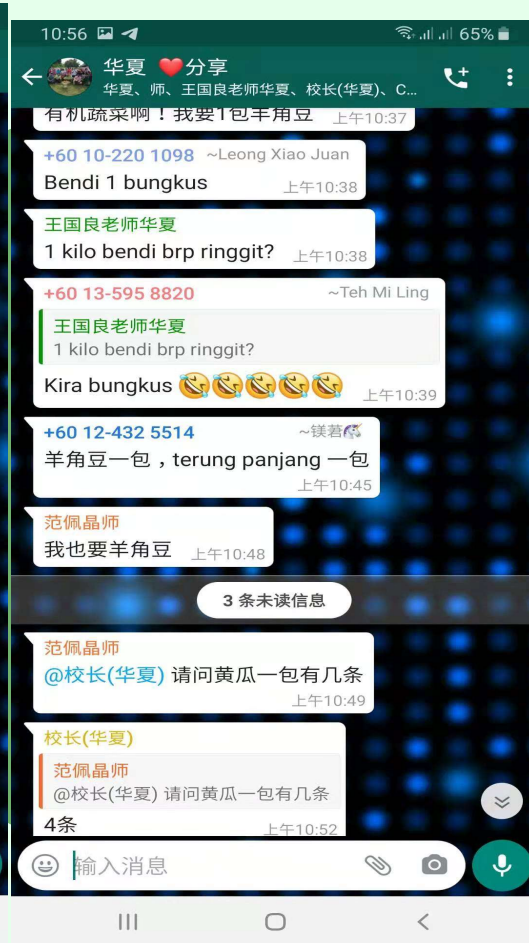 10:56
65%
华夏 ❤️分享
华夏、师、王国良老师华夏、校长(华夏)、C...
有机蔬菜啊！我要1包羊角豆 上午10:37
+60 10-220 1098 ~Leong Xiao Juan
Bendi 1 bungkus 上午10:38
王国良老师华夏
1 kilo bendi brp ringgit? 上午10:38
+60 13-595 8820 ~Teh Mi Ling
王国良老师华夏
1 kilo bendi brp ringgit?
Kira bungkus 🤣🤣🤣🤣🤣 上午10:39
+60 12-432 5514 ~镁若🦄
羊角豆一包，terung panjang 一包
上午10:45
范佩晶师
我也要羊角豆 上午10:48
3 条未读信息
范佩晶师
@校长(华夏) 请问黄瓜一包有几条
上午10:49
校长(华夏)
范佩晶师
@校长(华夏) 请问黄瓜一包有几条
4条 上午10:52
输入消息